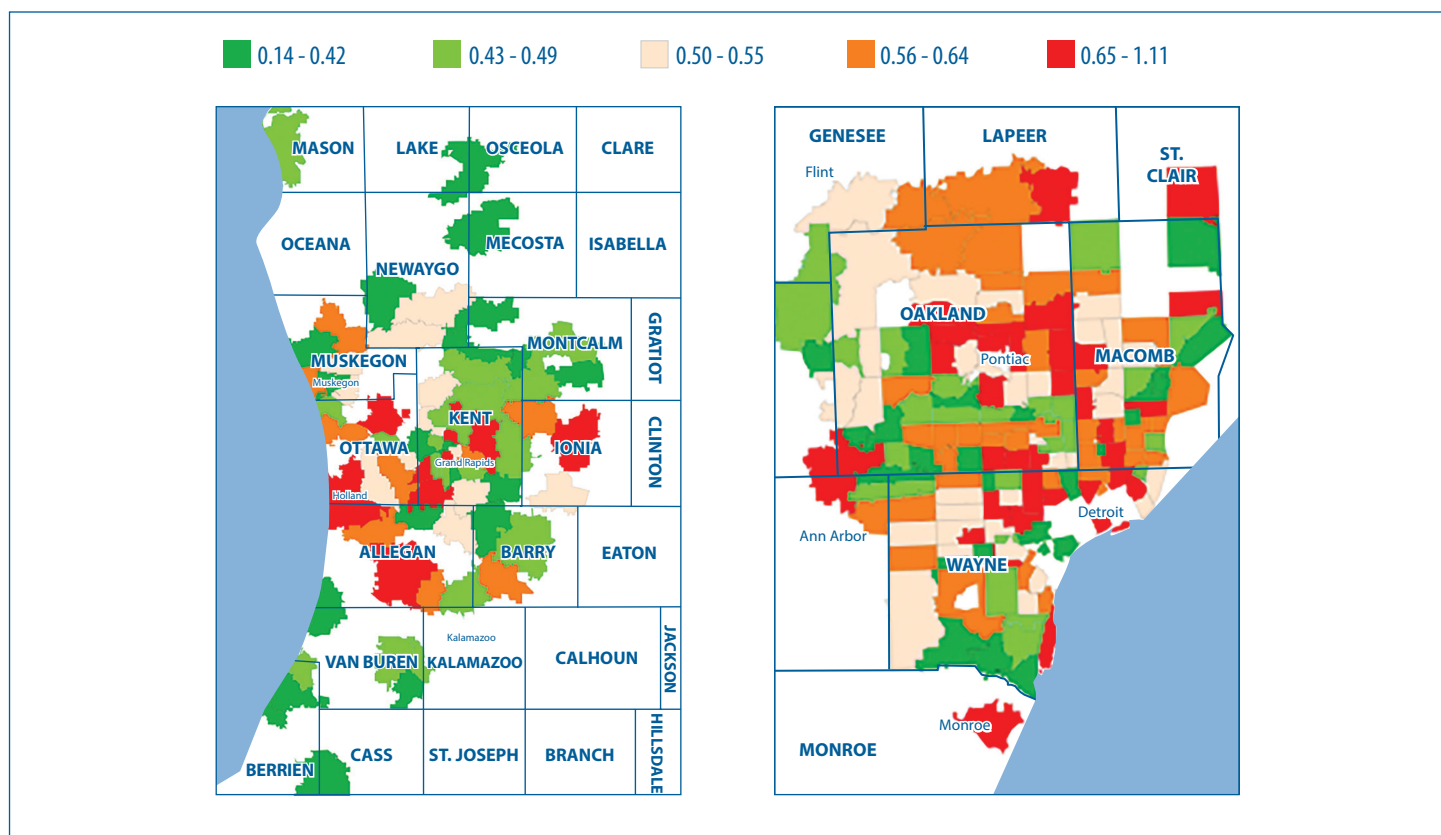 0.14 - 0.42
0.43 - 0.49
0.50 - 0.55
0.56 - 0.64
0.65 - 1.11
MASON
LAKE
OSCEOLA
CLARE
OCEANA
MECOSTA
ISABELLA
NEWAYGO
MONTCALM
GRATIOT
MUSKEGON
Muskegon
KENT
CLINTON
OTTAWA
IONIA
Grand Rapids
Holland
ALLEGAN
BARRY
EATON
Kalamazoo
VAN BUREN
KALAMAZOO
CALHOUN
JACKSON
CASS
ST. JOSEPH
BRANCH
HILLSDALE
BERRIEN
GENESEE
LAPEER
ST.
CLAIR
Flint
OAKLAND
Pontiac
MACOMB
Detroit
Ann Arbor
WAYNE
Monroe
MONROE